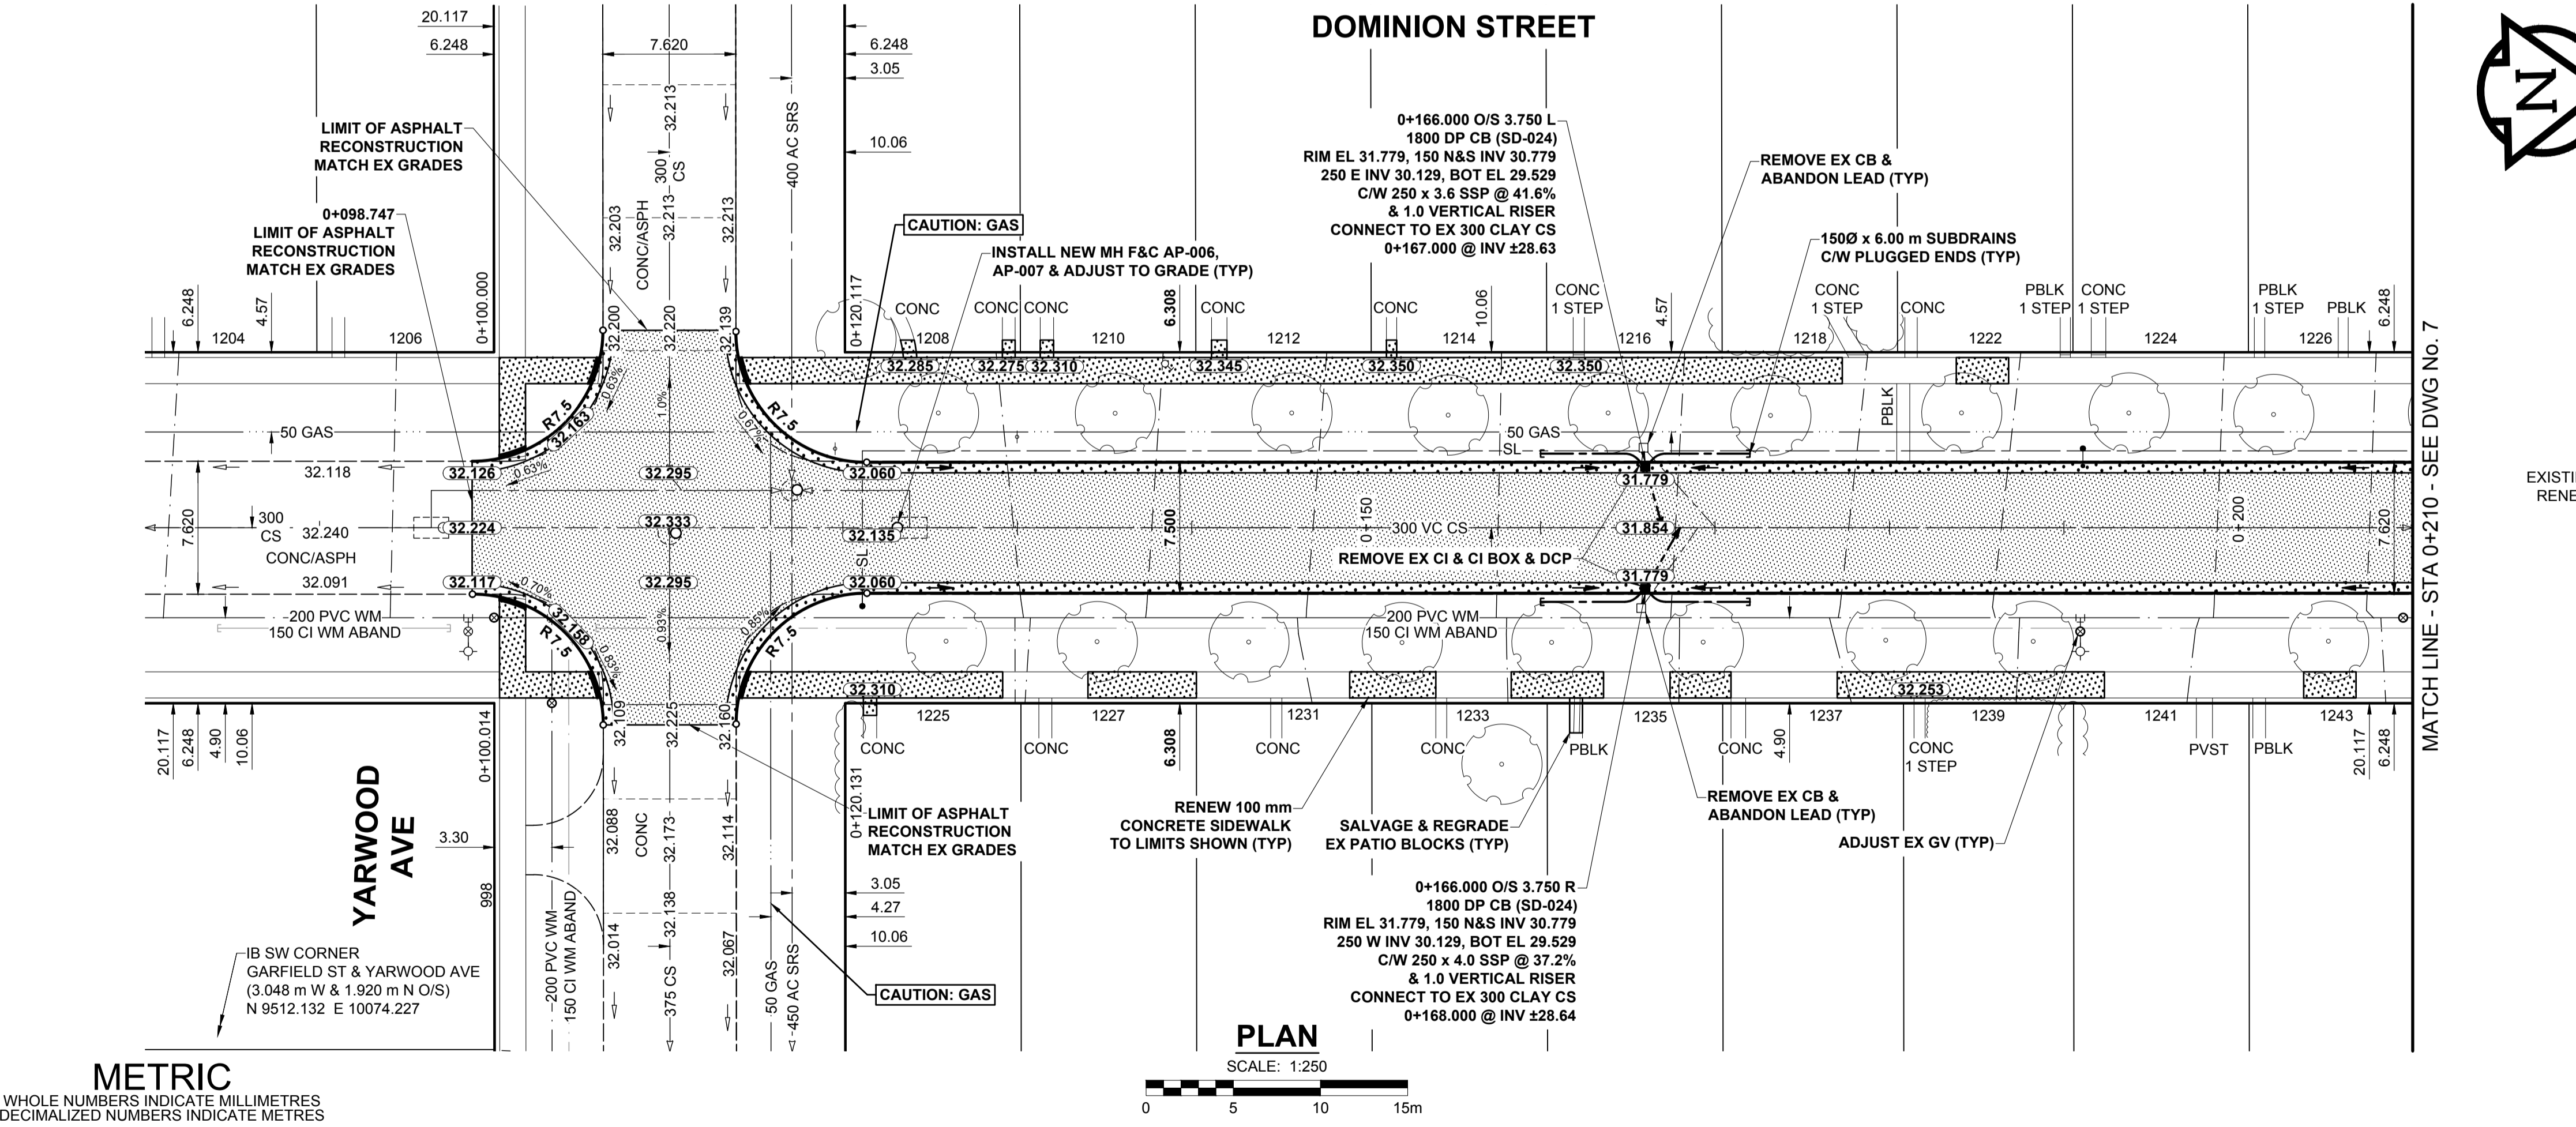 DOMINION STREET
N
20.117
6.248
7.620
6.248
3.05
10.06
LIMIT OF ASPHALT
RECONSTRUCTION
MATCH EX GRADES
0+098.747
LIMIT OF ASPHALT
RECONSTRUCTION
MATCH EX GRADES
32.213
300
CS
32.213
32.203
CONC/ASPH
32.213
400 AC SRS
CAUTION: GAS
INSTALL NEW MH F&C AP-006,
AP-007 & ADJUST TO GRADE (TYP)
0+166.000 O/S 3.750 L
1800 DP CB (SD-024)
RIM EL 31.779, 150 N&S INV 30.779
250 E INV 30.129, BOT EL 29.529
C/W 250 x 3.6 SSP @ 41.6%
& 1.0 VERTICAL RISER
CONNECT TO EX 300 CLAY CS
0+167.000 @ INV ±28.63
REMOVE EX CB &
ABANDON LEAD (TYP)
150Ø x 6.00 m SUBDRAINS
C/W PLUGGED ENDS (TYP)
6.248
4.57
0+100.000
32.200
32.220
32.139
0+120.117
CONC
CONC
CONC
6.308
CONC
CONC
10.06
CONC
1 STEP
4.57
CONC
1 STEP
CONC
PBLK
1 STEP
CONC
1 STEP
PBLK
1 STEP
PBLK
6.248
1204
1206
1208
1210
1212
1214
1216
1218
1222
1224
1226
32.285
32.275
32.310
32.345
32.350
32.350
0.63%
1.0%
0.67%
R7.5
32.163
R7.5
PBLK
50 GAS
50 GAS
SL
32.118
32.126
0.63%
32.295
32.060
31.779
7.620
300
CS
32.240
CONC/ASPH
32.224
32.333
32.135
7.500
0+150
300 VC CS
31.854
0+200
7.620
SL
REMOVE EX CI & CI BOX & DCP
32.091
32.117
0.70%
32.295
32.060
31.779
200 PVC WM
150 CI WM ABAND
32.158
R7.5
0.83%
0.93%
0.85%
R7.5
200 PVC WM
150 CI WM ABAND
32.310
32.253
1225
1227
1231
1233
1235
1237
1239
1241
1243
20.117
6.248
4.90
10.06
0+100.014
32.109
32.225
32.160
CONC
CONC
6.308
CONC
CONC
PBLK
CONC
4.90
CONC
1 STEP
PVST
PBLK
20.117
6.248
MATCH LINE - STA 0+210 - SEE DWG No. 7
YARWOOD
AVE
3.30
998
0+120.131
LIMIT OF ASPHALT
RECONSTRUCTION
MATCH EX GRADES
32.088
CONC
32.173
32.114
32.014
32.138
32.067
200 PVC WM
150 CI WM ABAND
375 CS
50 GAS
450 AC SRS
3.05
4.27
10.06
CAUTION: GAS
RENEW 100 mm
CONCRETE SIDEWALK
TO LIMITS SHOWN (TYP)
SALVAGE & REGRADE
EX PATIO BLOCKS (TYP)
REMOVE EX CB &
ABANDON LEAD (TYP)
ADJUST EX GV (TYP)
0+166.000 O/S 3.750 R
1800 DP CB (SD-024)
RIM EL 31.779, 150 N&S INV 30.779
250 W INV 30.129, BOT EL 29.529
C/W 250 x 4.0 SSP @ 37.2%
& 1.0 VERTICAL RISER
CONNECT TO EX 300 CLAY CS
0+168.000 @ INV ±28.64
IB SW CORNER
GARFIELD ST & YARWOOD AVE
(3.048 m W & 1.920 m N O/S)
N 9512.132 E 10074.227
PLAN
SCALE: 1:250
0 5 10 15m
METRIC
WHOLE NUMBERS INDICATE MILLIMETRES
DECIMALIZED NUMBERS INDICATE METRES